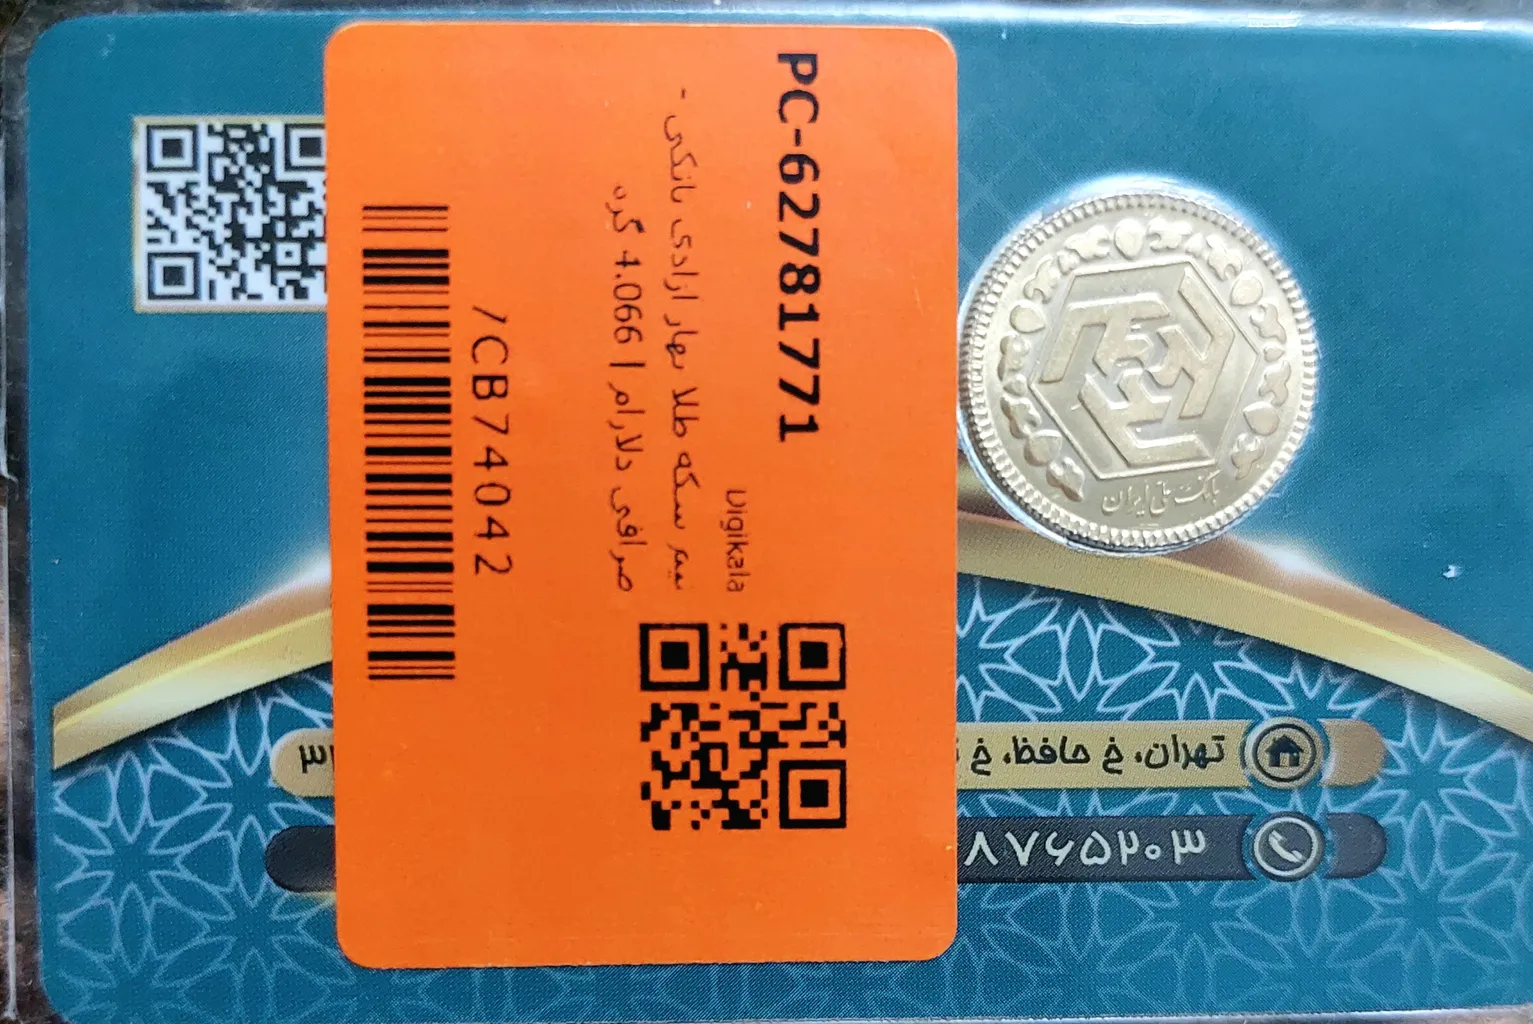 PC-62781771
Digikala
نیم سکه طلا بهار آزادی بانکی -
صرافی دلارام | 4.066 گرم
/CB74042
بانک ملی ایران
تهران، خ حافظ، خ
۳۰۲۵۶۷۸